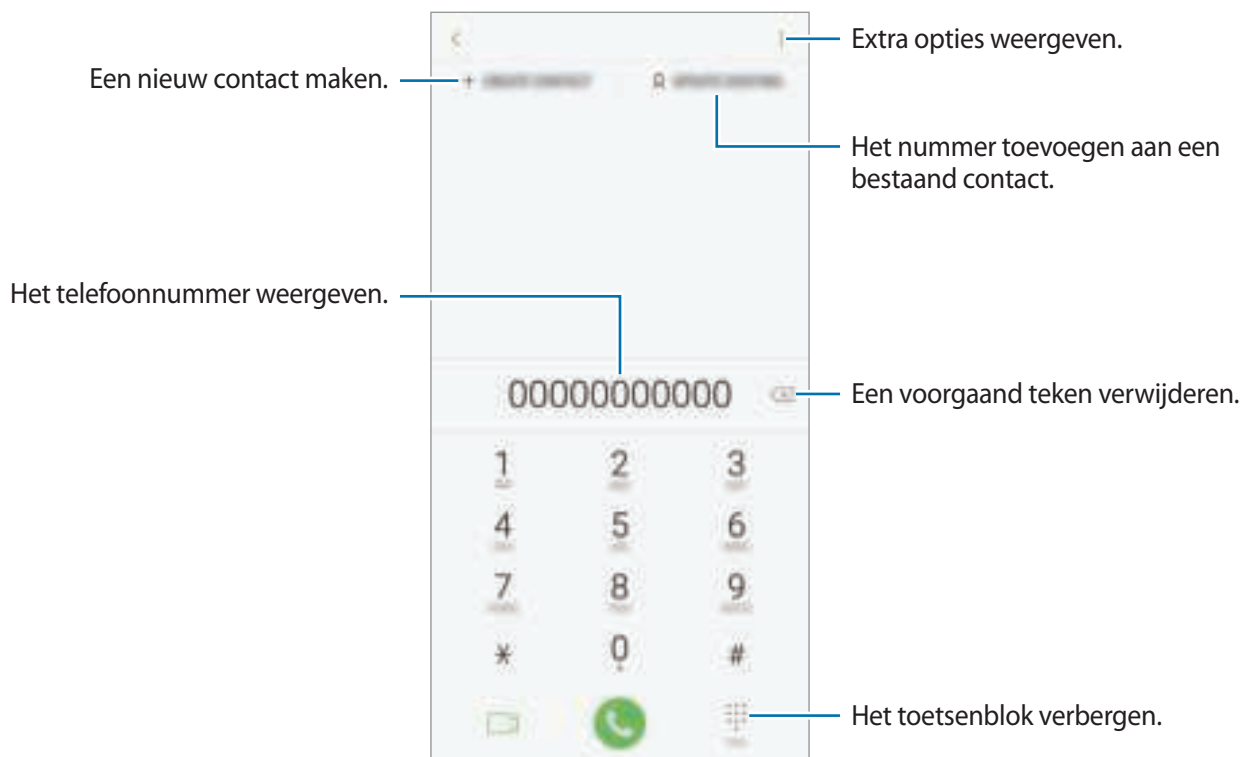 Extra opties weergeven.
Een nieuw contact maken.
Het nummer toevoegen aan een
bestaand contact.
Het telefoonnummer weergeven.
00000000000
Een voorgaand teken verwijderen.
1 2 3
4 5 6
7 8 9
* 0 #
Het toetsenblok verbergen.